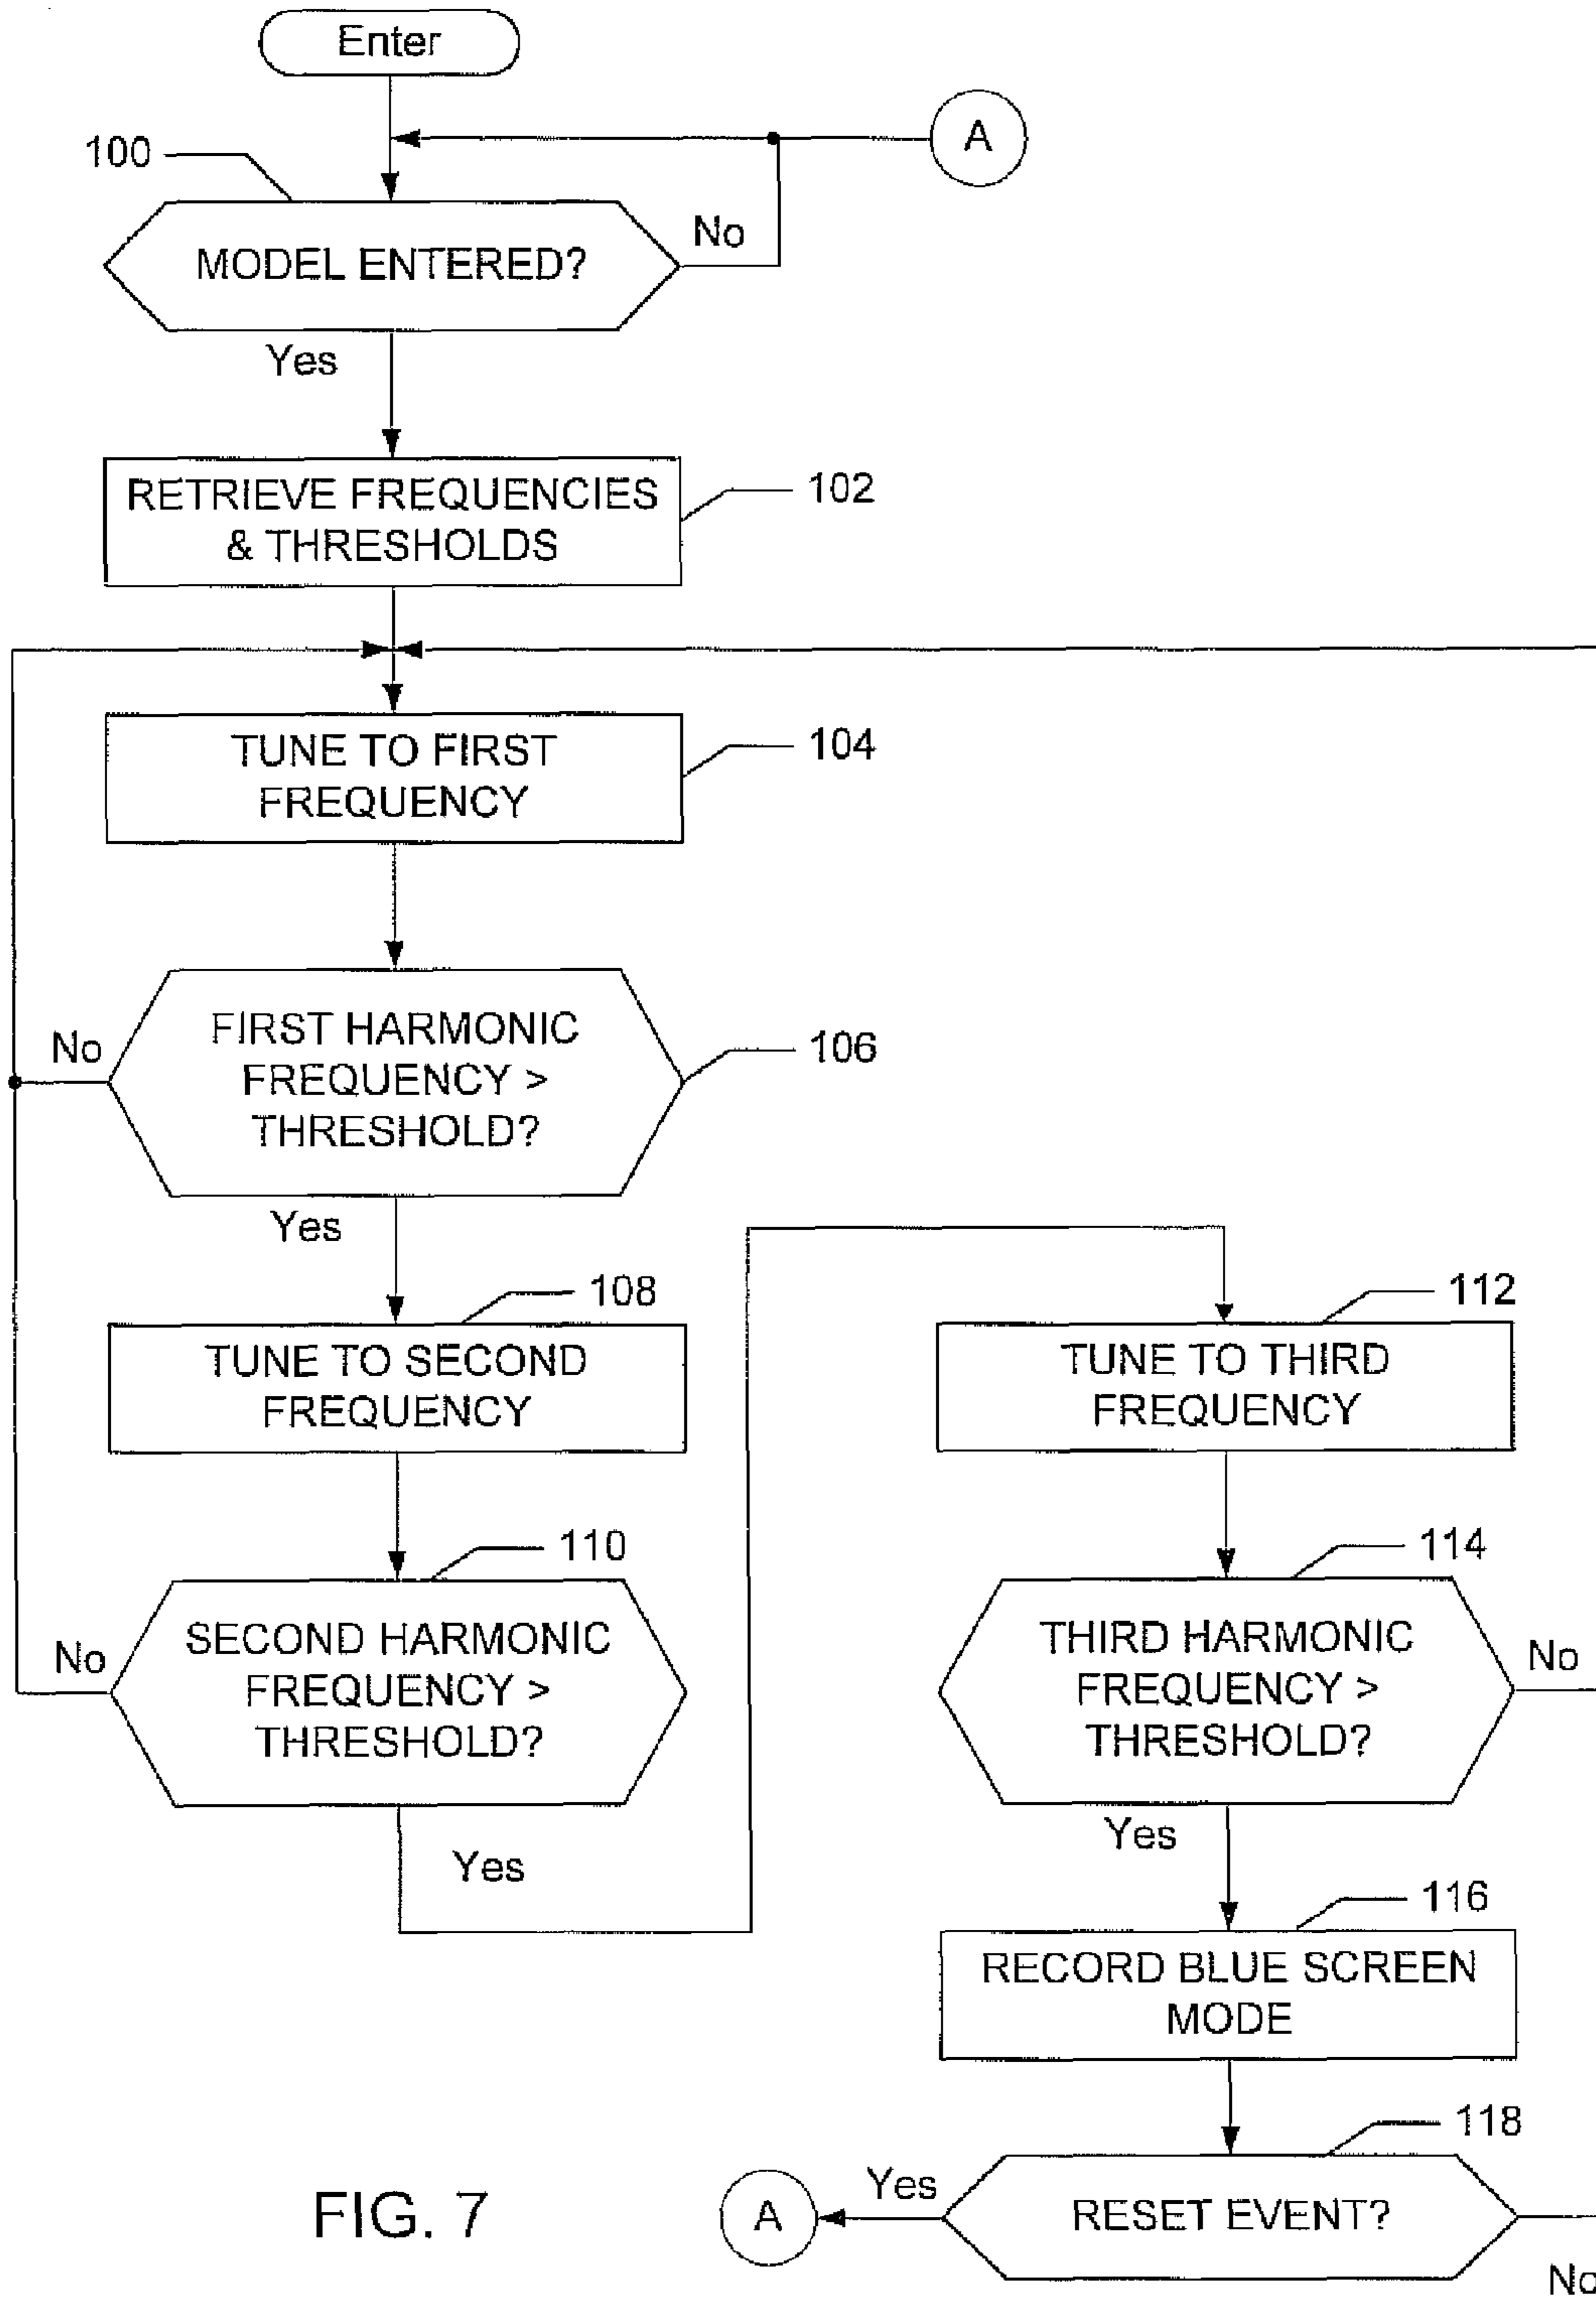 Enter
A
100
MODEL ENTERED?
No
Yes
RETRIEVE FREQUENCIES
& THRESHOLDS
102
TUNE TO FIRST
FREQUENCY
104
FIRST HARMONIC
FREQUENCY >
THRESHOLD?
No
106
Yes
108
TUNE TO SECOND
FREQUENCY
110
SECOND HARMONIC
FREQUENCY >
THRESHOLD?
No
Yes
112
TUNE TO THIRD
FREQUENCY
114
THIRD HARMONIC
FREQUENCY >
THRESHOLD?
No
Yes
116
RECORD BLUE SCREEN
MODE
118
RESET EVENT?
Yes
A
No
FIG. 7